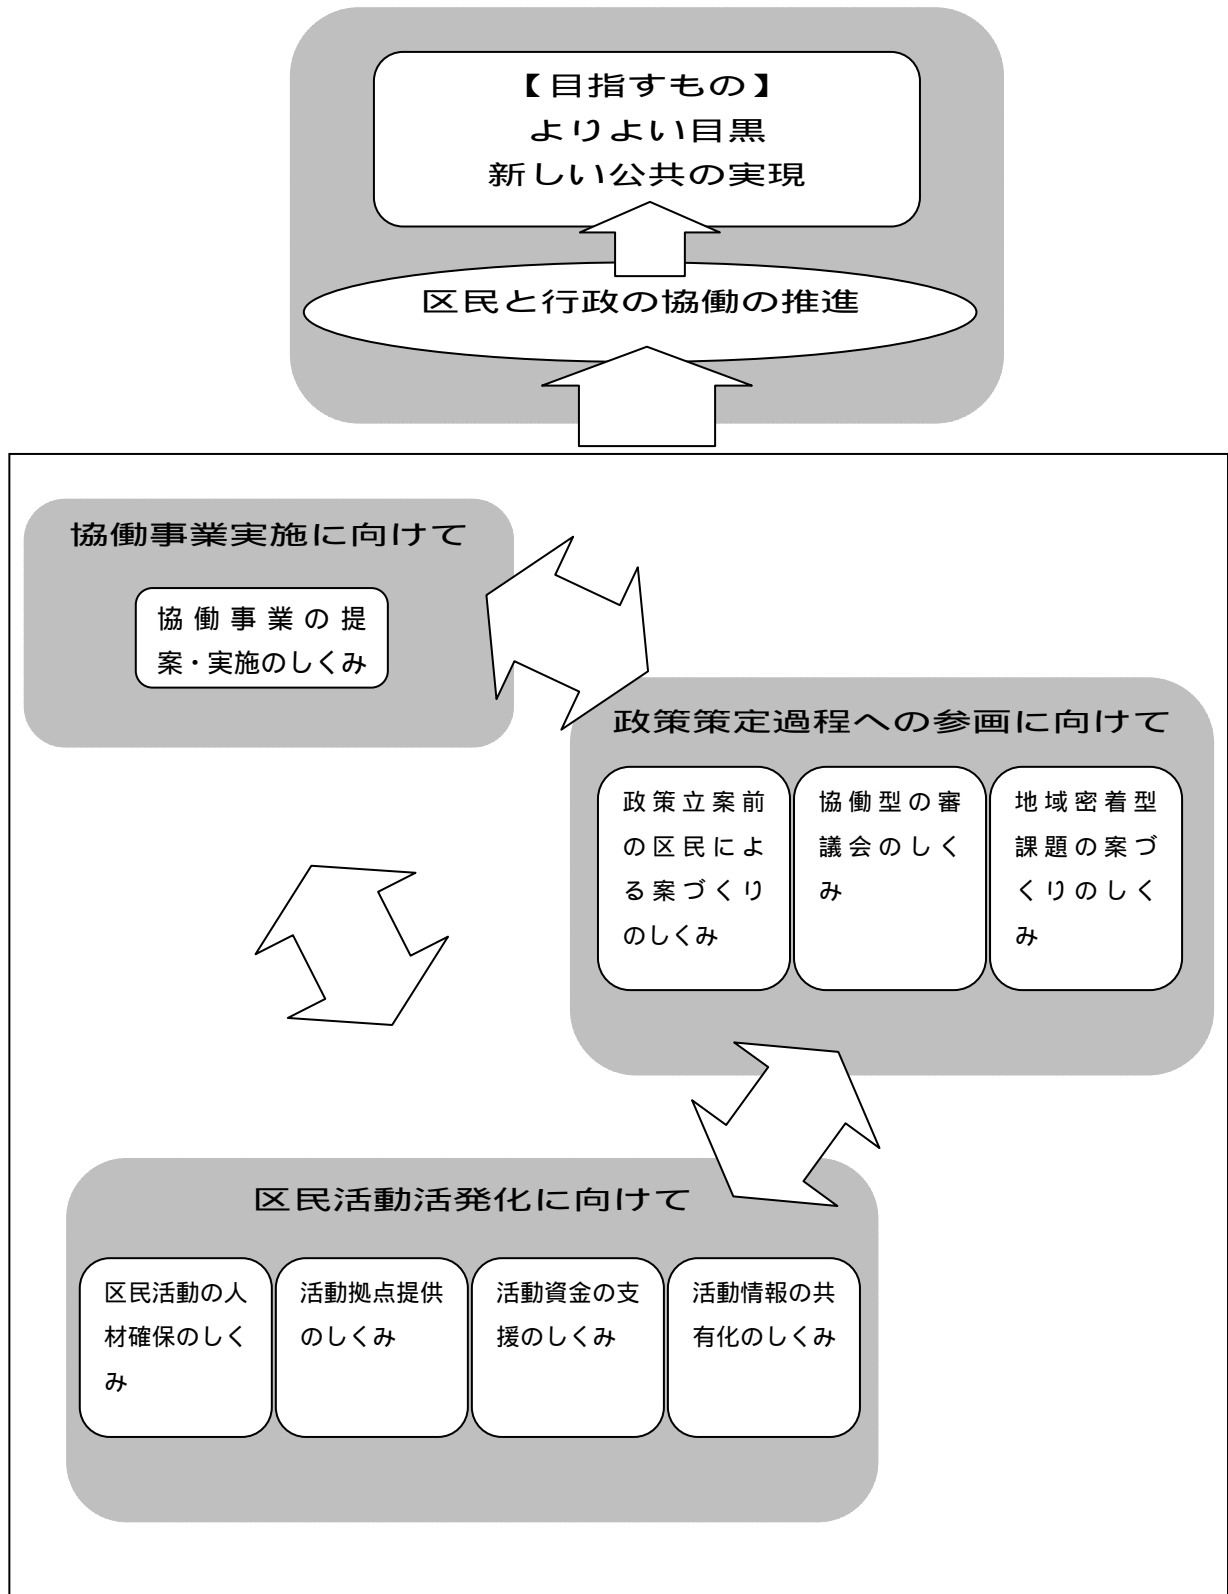 【目指すもの】
よりよい目黒
新しい公共の実現
区民と行政の協働の推進
協働事業実施に向けて
協働事業の提
案・実施のしくみ
政策策定過程への参画に向けて
政策立案前
の区民によ
る案づくり
のしくみ
協働型の審
議会のしく
み
地域密着型
課題の案づ
くりのしく
み
区民活動活発化に向けて
区民活動の人
材確保のしく
み
活動拠点提供
のしくみ
活動資金の支
援のしくみ
活動情報の共
有化のしくみ